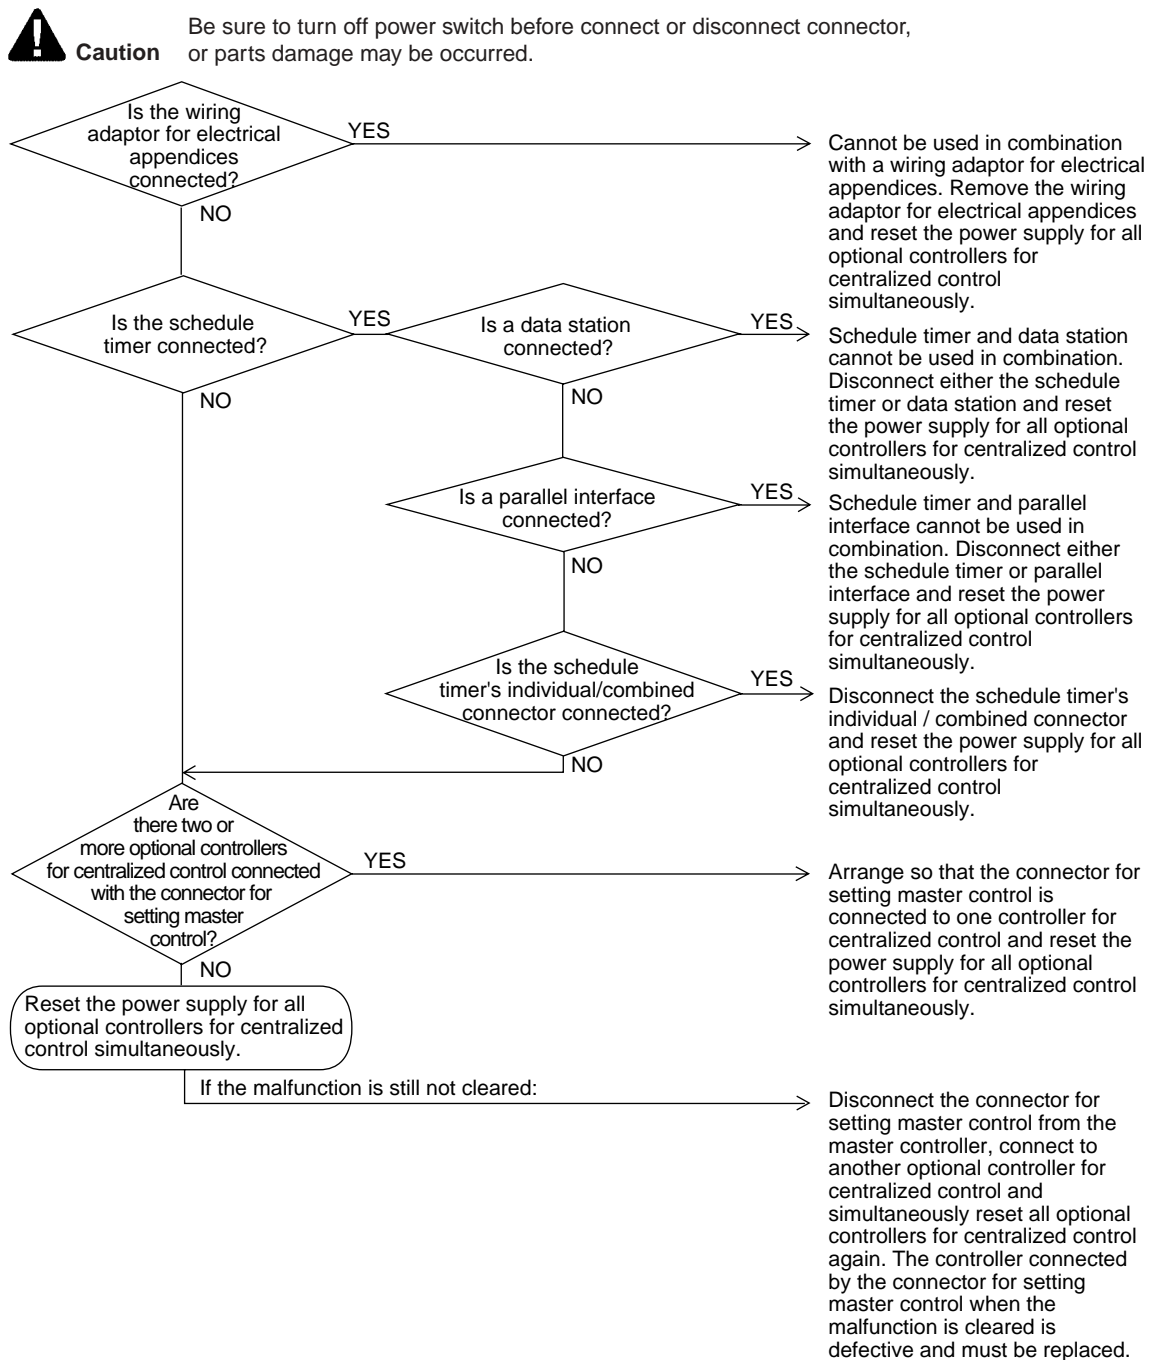 Be sure to turn off power switch before connect or disconnect connector,
Caution or parts damage may be occurred.
Is the wiring
adaptor for electrical
appendices
connected?
YES
NO
Cannot be used in combination
with a wiring adaptor for electrical
appendices. Remove the wiring
adaptor for electrical appendices
and reset the power supply for all
optional controllers for
centralized control
simultaneously.
Is the schedule
timer connected?
YES
NO
Is a data station
connected?
YES
NO
Schedule timer and data station
cannot be used in combination.
Disconnect either the schedule
timer or data station and reset
the power supply for all optional
controllers for centralized control
simultaneously.
Is a parallel interface
connected?
YES
NO
Schedule timer and parallel
interface cannot be used in
combination. Disconnect either
the schedule timer or parallel
interface and reset the power
supply for all optional controllers
for centralized control
simultaneously.
Is the schedule
timer's individual/combined
connector connected?
YES
NO
Disconnect the schedule timer's
individual / combined connector
and reset the power supply for all
optional controllers for
centralized control
simultaneously.
Are
there two or
more optional controllers
for centralized control connected
with the connector for
setting master
control?
YES
NO
Arrange so that the connector for
setting master control is
connected to one controller for
centralized control and reset the
power supply for all optional
controllers for centralized control
simultaneously.
Reset the power supply for all
optional controllers for centralized
control simultaneously.
If the malfunction is still not cleared:
Disconnect the connector for
setting master control from the
master controller, connect to
another optional controller for
centralized control and
simultaneously reset all optional
controllers for centralized control
again. The controller connected
by the connector for setting
master control when the
malfunction is cleared is
defective and must be replaced.